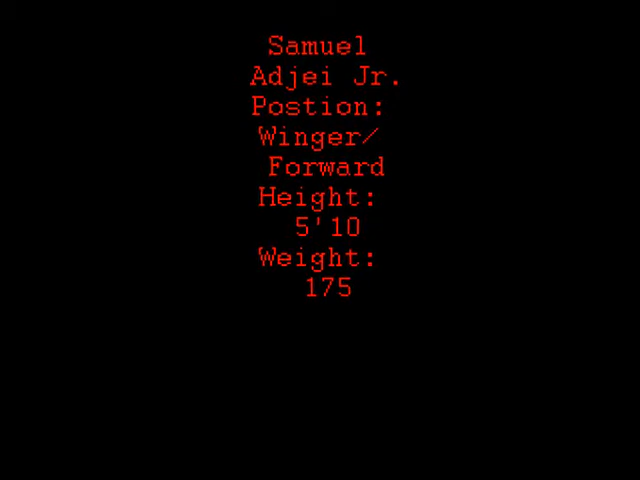 Samuel
Adjei Jr.
Postion:
Winger/
Forward
Height:
5'10
Weight:
175